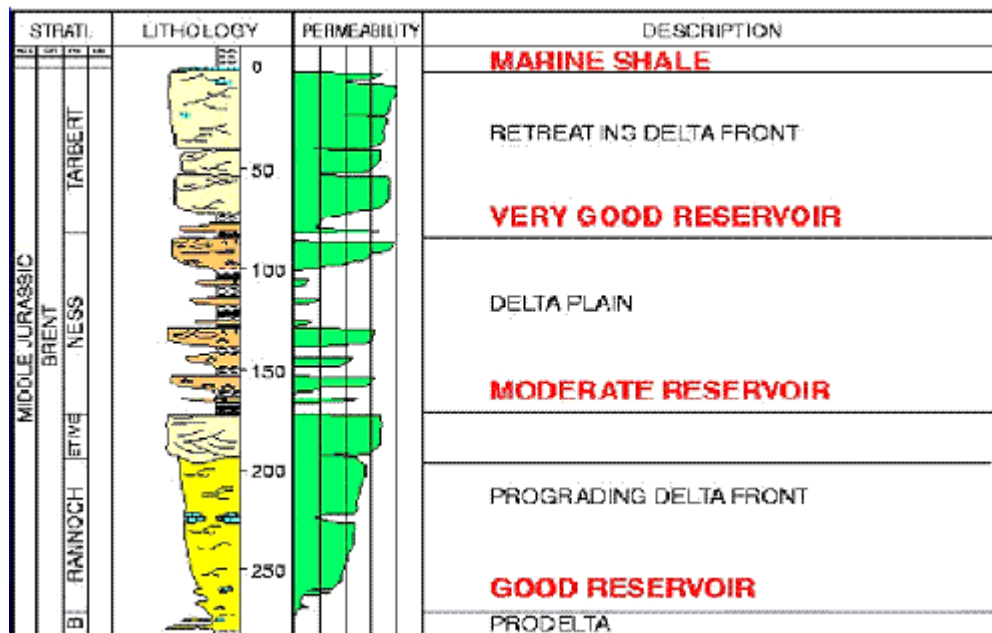 STRATI. LITHOLOGY PERMEABILITY DESCRIPTION
0 MARINE SHALE
RETREATING DELTA FRONT
50
VERY GOOD RESERVOIR
100
DELTA PLAIN
150
MODERATE RESERVOIR
200
PROGRADING DELTA FRONT
250
GOOD RESERVOIR
PRODELTA
MIDDLE JURASSIC
BRENT
TARBERT
NESS
ETIVE
RANNOCH
B